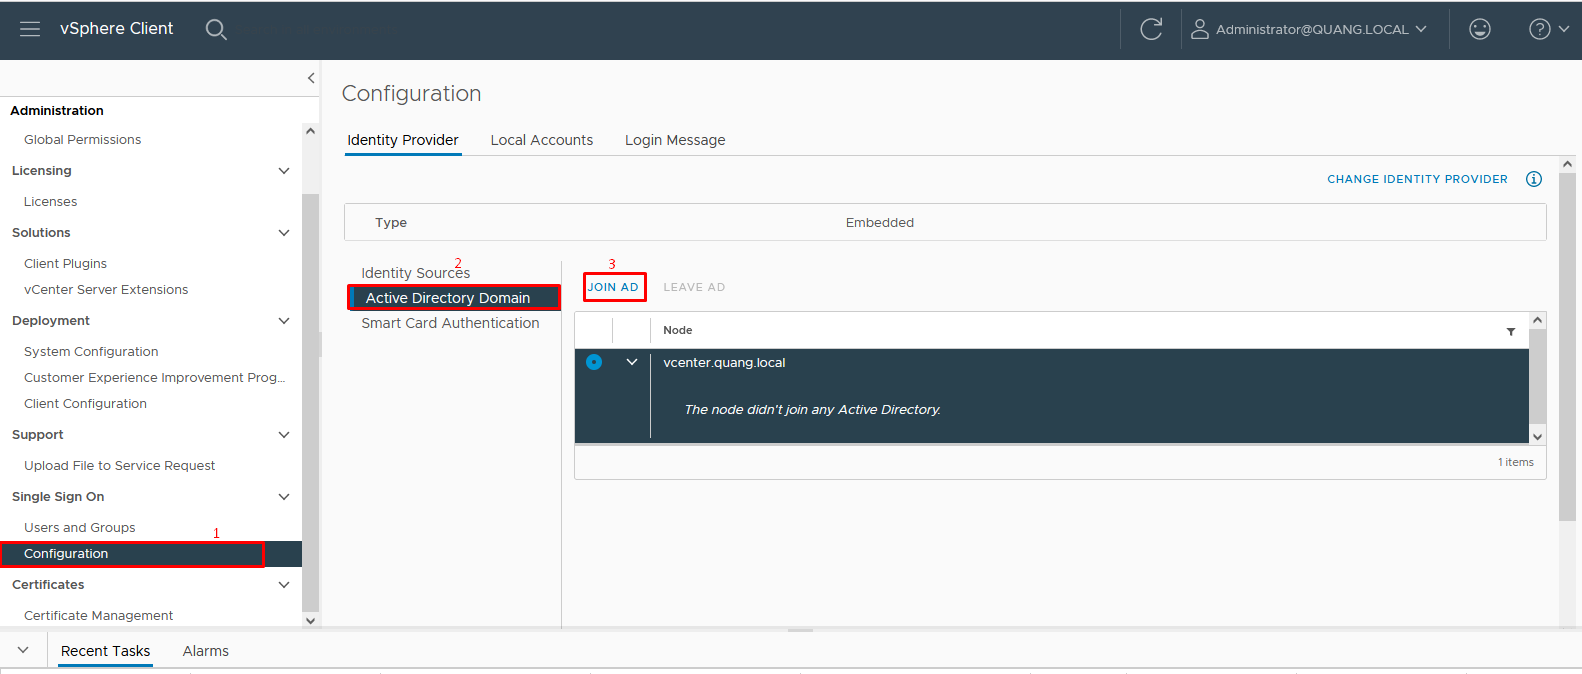 vSphere Client
Administrator@QUANG.LOCAL
Administration
Global Permissions
Licensing
Licenses
Solutions
Client Plugins
vCenter Server Extensions
Deployment
System Configuration
Customer Experience Improvement Prog...
Client Configuration
Support
Upload File to Service Request
Single Sign On
Users and Groups
1
Configuration
Certificates
Certificate Management
Configuration
Identity Provider Local Accounts Login Message
CHANGE IDENTITY PROVIDER
Type Embedded
2
Identity Sources
Active Directory Domain
Smart Card Authentication
3
JOIN AD LEAVE AD
Node
vcenter.quang.local
The node didn't join any Active Directory.
1 items
Recent Tasks Alarms